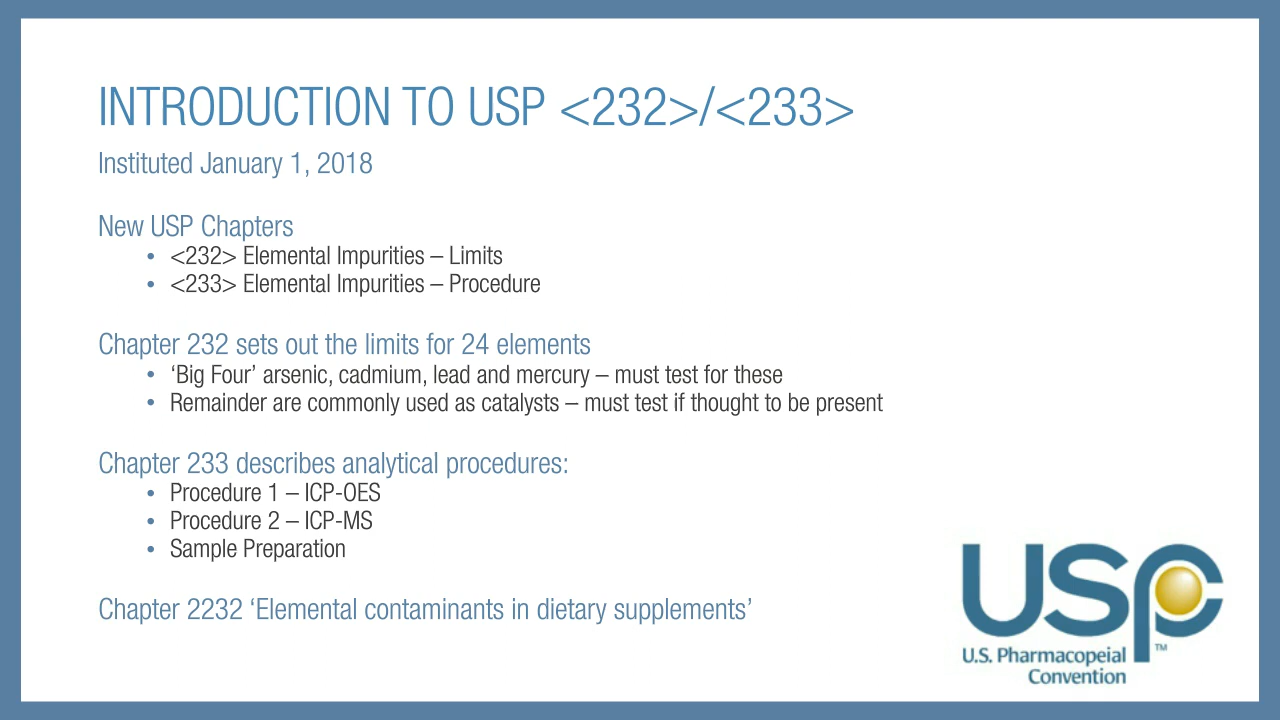 INTRODUCTION TO USP <232>/<233>
Instituted January 1, 2018
New USP Chapters
• <232> Elemental Impurities – Limits
• <233> Elemental Impurities – Procedure
Chapter 232 sets out the limits for 24 elements
• ‘Big Four’ arsenic, cadmium, lead and mercury – must test for these
• Remainder are commonly used as catalysts – must test if thought to be present
Chapter 233 describes analytical procedures:
• Procedure 1 – ICP-OES
• Procedure 2 – ICP-MS
• Sample Preparation
Chapter 2232 ‘Elemental contaminants in dietary supplements’
USP
TM
U.S. Pharmacopeial
Convention